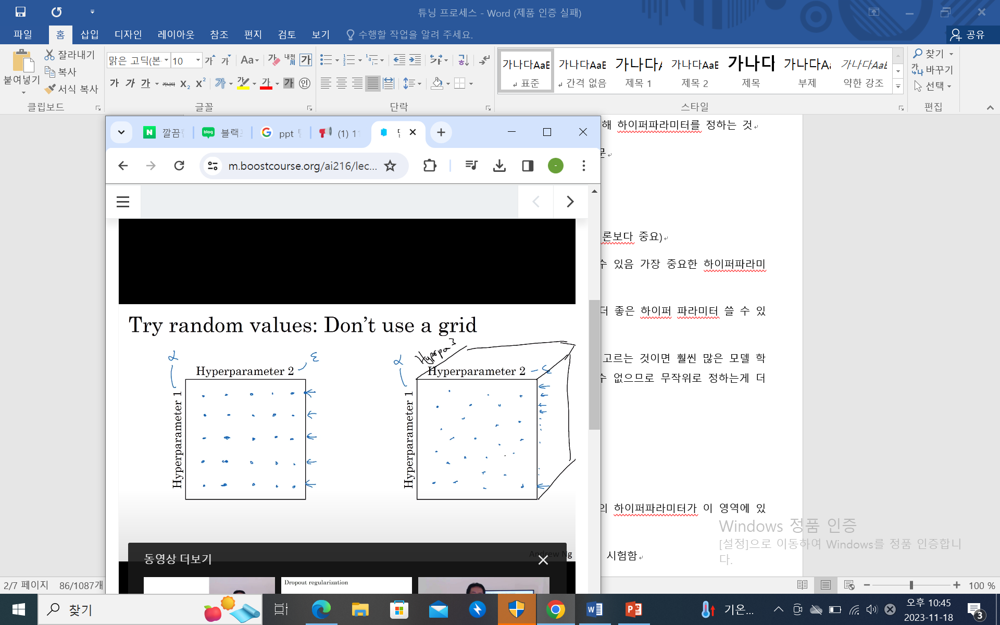 튜닝 프로세스 - Word (제품 인증 실패)
파일 홈 삽입 디자인 레이아웃 참조 편지 검토 보기 수행할 작업을 알려 주세요. 공유
붙여넣기 잘라내기 복사 서식 복사
맑은 고딕(본 10
가나다AaB 가나다AaB 가나다A 가나다AaB 가나다 가나다Aa 가나다AaB
표준 간격 없음 제목 1 제목 2 제목 부제 약한 강조
찾기 바꾸기 선택
클립보드 글꼴 단락 스타일 편집
깔끔 블랙 ppt (1) 11
m.boostcourse.org/ai216/lec...
해 하이퍼파라미터를 정하는 것
론보다 중요)
수 있음 가장 중요한 하이퍼파라미
더 좋은 하이퍼 파라미터 쓸 수 있
고르는 것이면 훨씬 많은 모델 학
수 없으므로 무작위로 정하는게 더
의 하이퍼파라미터가 이 영역에 있
시험함
Try random values: Don't use a grid
α ε
Hyperparameter 2
Hyperparameter 1
α Hyperparam 3
Hyperparameter 2 - ε
Hyperparameter 1
Andrew Ng
동영상 더보기
Dropout regularization
Windows 정품 인증
[설정]으로 이동하여 Windows를 정품 인증합니
다.
2/7 페이지 86/1087개
100 %
찾기
기온...
오후 10:45
2023-11-18
3